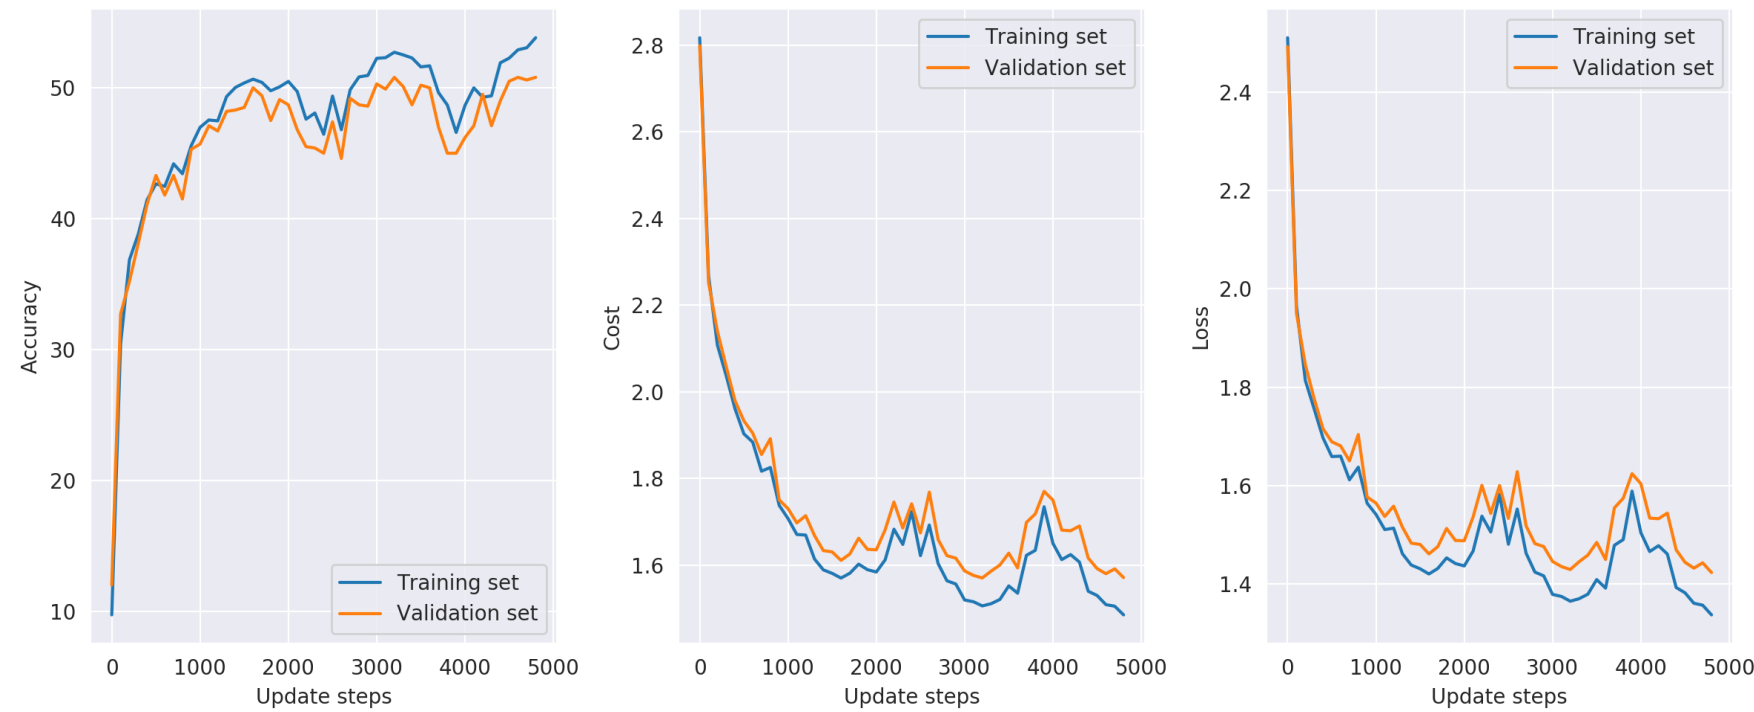 50
40
30
20
10
Accuracy
Training set
Validation set
0 1000 2000 3000 4000 5000
Update steps
2.8
2.6
2.4
2.2
2.0
1.8
1.6
Cost
Training set
Validation set
0 1000 2000 3000 4000 5000
Update steps
2.4
2.2
2.0
1.8
1.6
1.4
Loss
Training set
Validation set
0 1000 2000 3000 4000 5000
Update steps